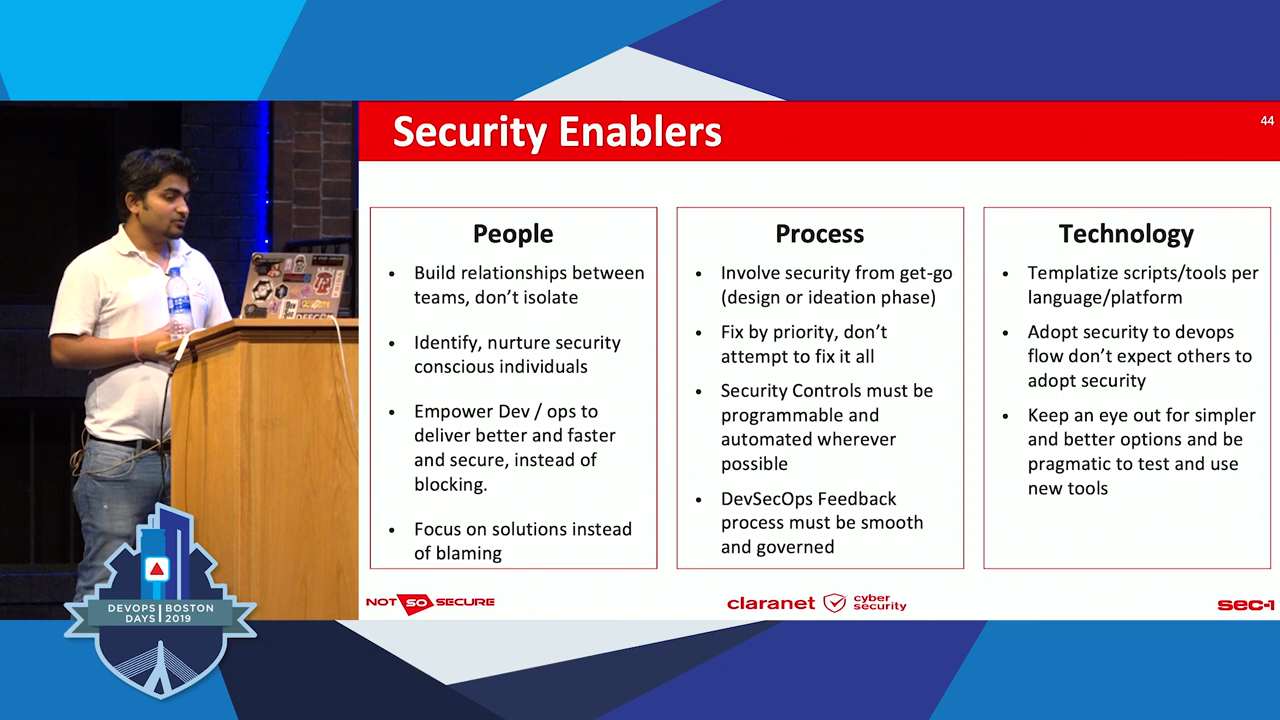 Security Enablers
44
People
• Build relationships between
teams, don't isolate
• Identify, nurture security
conscious individuals
• Empower Dev / ops to
deliver better and faster
and secure, instead of
blocking.
• Focus on solutions instead
of blaming
Process
• Involve security from get-go
(design or ideation phase)
• Fix by priority, don't
attempt to fix it all
• Security Controls must be
programmable and
automated wherever
possible
• DevSecOps Feedback
process must be smooth
and governed
Technology
• Templatize scripts/tools per
language/platform
• Adopt security to devops
flow don't expect others to
adopt security
• Keep an eye out for simpler
and better options and be
pragmatic to test and use
new tools
NOT SO SECURE
claranet cyber
security
sec-1
DEVOPS BOSTON
DAYS 2019
DEFCON